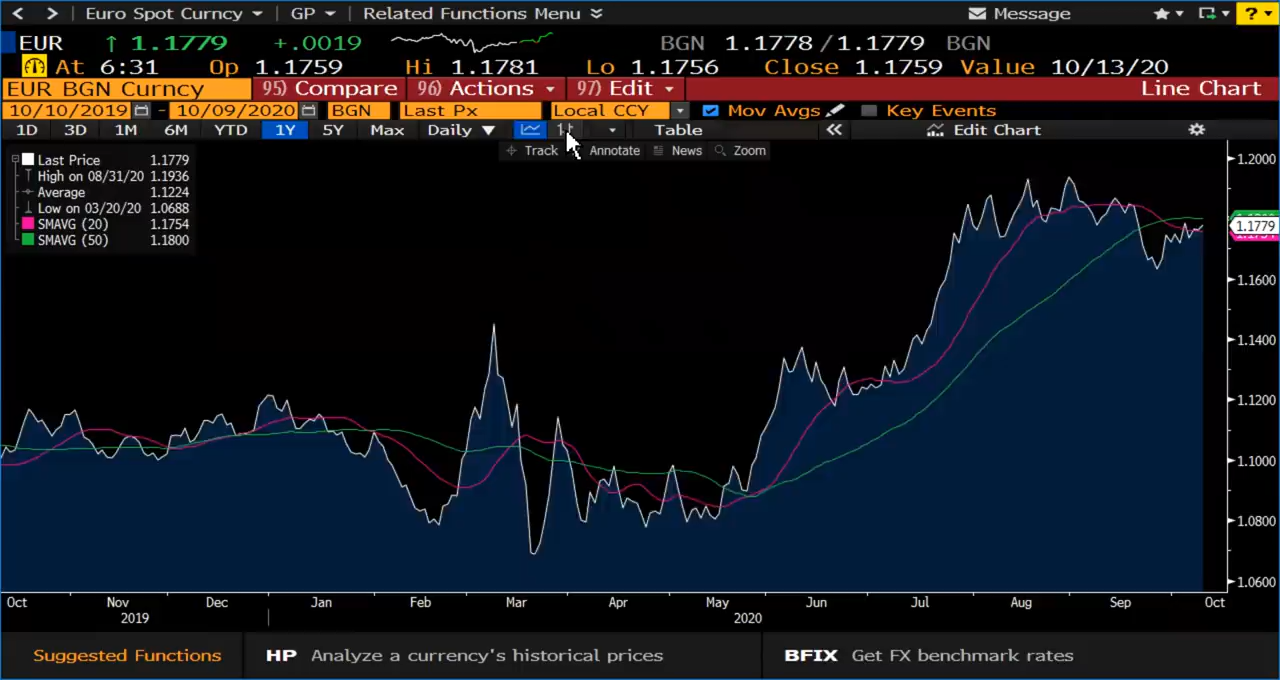 < > Euro Spot Curncy GP Related Functions Menu Message ?
EUR ↑ 1.1779 +.0019 BGN 1.1778 / 1.1779 BGN
At 6:31 Op 1.1759 Hi 1.1781 Lo 1.1756 Close 1.1759 Value 10/13/20
EUR BGN Curncy 95) Compare 96) Actions 97) Edit Line Chart
10/10/2019 - 10/09/2020 BGN Last Px Local CCY Mov Avgs Key Events
1D 3D 1M 6M YTD 1Y 5Y Max Daily ▼ Table « Edit Chart
Track Annotate News Zoom
Last Price 1.1779
High on 08/31/20 1.1936
Average 1.1224
Low on 03/20/20 1.0688
SMAVG (20) 1.1754
SMAVG (50) 1.1800
1.2000
1.1779
1.1600
1.1400
1.1200
1.1000
1.0800
1.0600
Oct Nov Dec Jan Feb Mar Apr May Jun Jul Aug Sep Oct
2019 2020
Suggested Functions HP Analyze a currency's historical prices BFIX Get FX benchmark rates